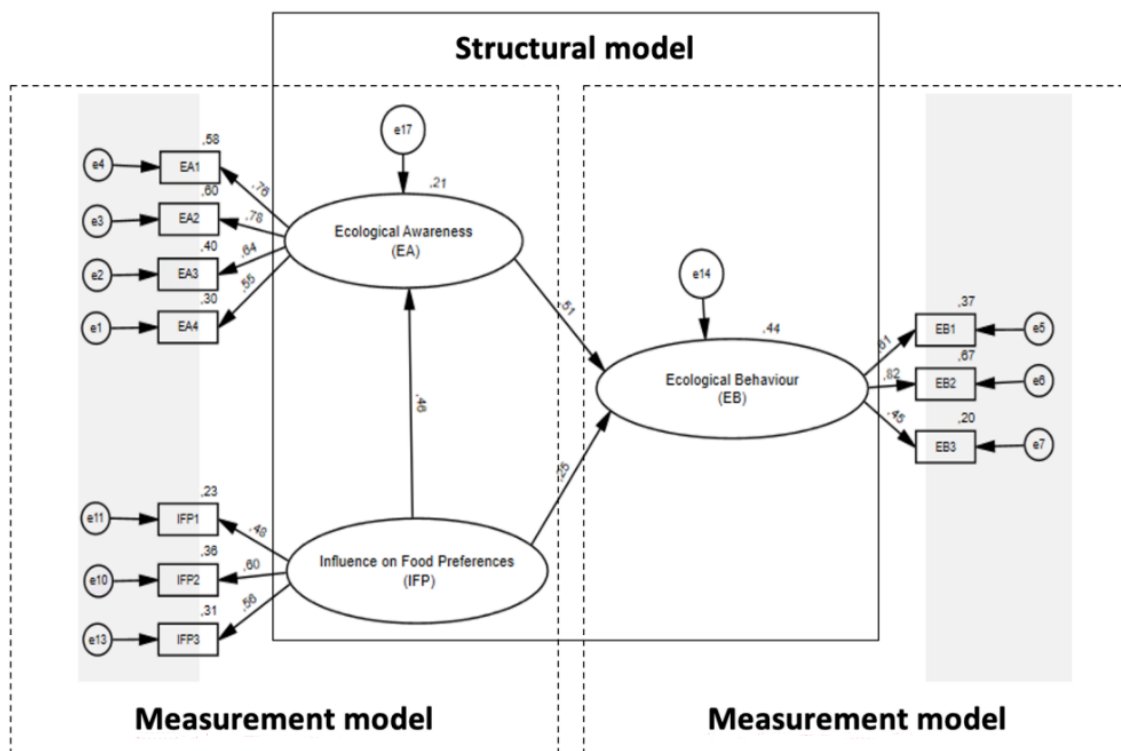 Structural model
e17
,58
e4
EA1
,76
,21
,60
e3
EA2
,78
Ecological Awareness
(EA)
,40
e2
EA3
,64
,30
e1
EA4
,55
e14
,51
,44
,37
EB1
e5
,61
,67
Ecological Behaviour
(EB)
,82
EB2
e6
,46
,45
,20
EB3
e7
,25
,23
e11
IFP1
,48
,36
e10
IFP2
,60
Influence on Food Preferences
(IFP)
,31
e13
IFP3
,56
Measurement model
Measurement model